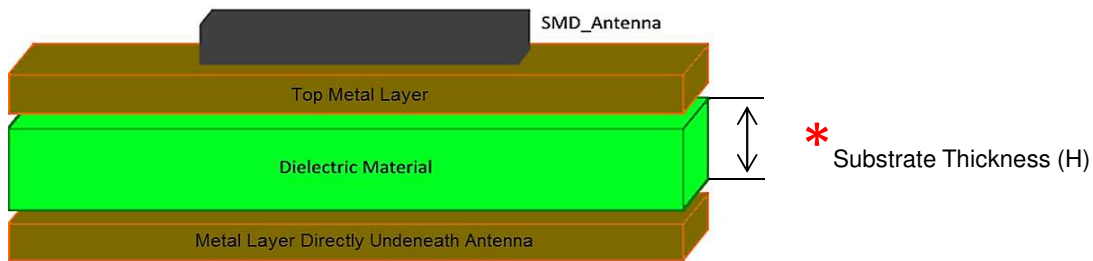 SMD_Antenna
Top Metal Layer
Dielectric Material
* Substrate Thickness (H)
Metal Layer Directly Undeneath Antenna